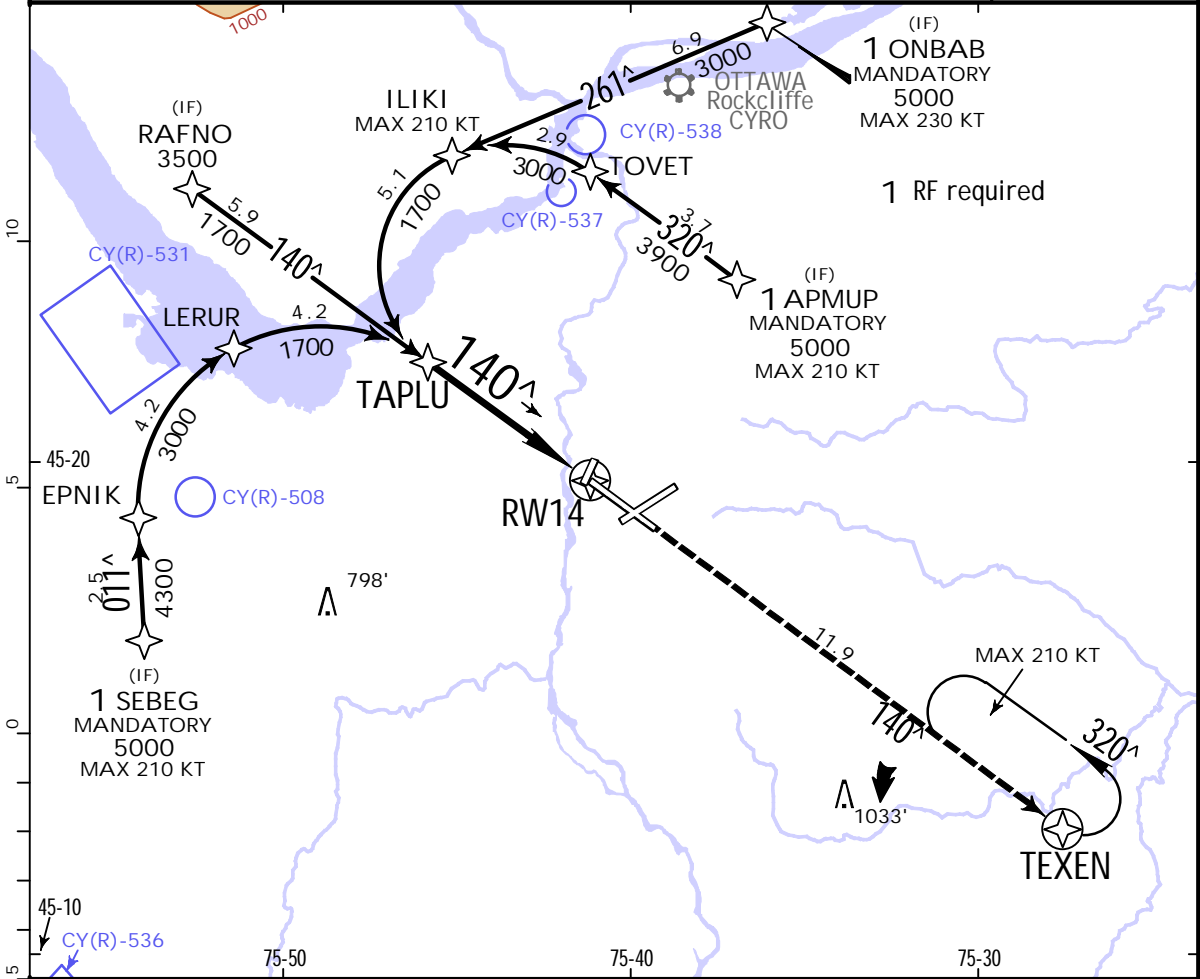 1000
6.9
3000
261^
(IF)
1 ONBAB
MANDATORY
5000
MAX 230 KT
OTTAWA
Rockcliffe
CYRO
(IF)
RAFNO
3500
ILIKI
MAX 210 KT
CY(R)-538
2.9
3000
TOVET
5.1
1700
CY(R)-537
1 RF required
5.9
1700
140^
3.7
320^
3900
10
CY(R)-531
(IF)
1 APMUP
MANDATORY
5000
MAX 210 KT
LERUR
4.2
1700
TAPLU
140^
4.2
3000
45-20
5
EPNIK
CY(R)-508
RW14
2.5
011^
4300
798'
(IF)
1 SEBEG
MANDATORY
5000
MAX 210 KT
11.9
MAX 210 KT
0
140^
320^
1033'
TEXEN
45-10
CY(R)-536
75-50
75-40
75-30
5